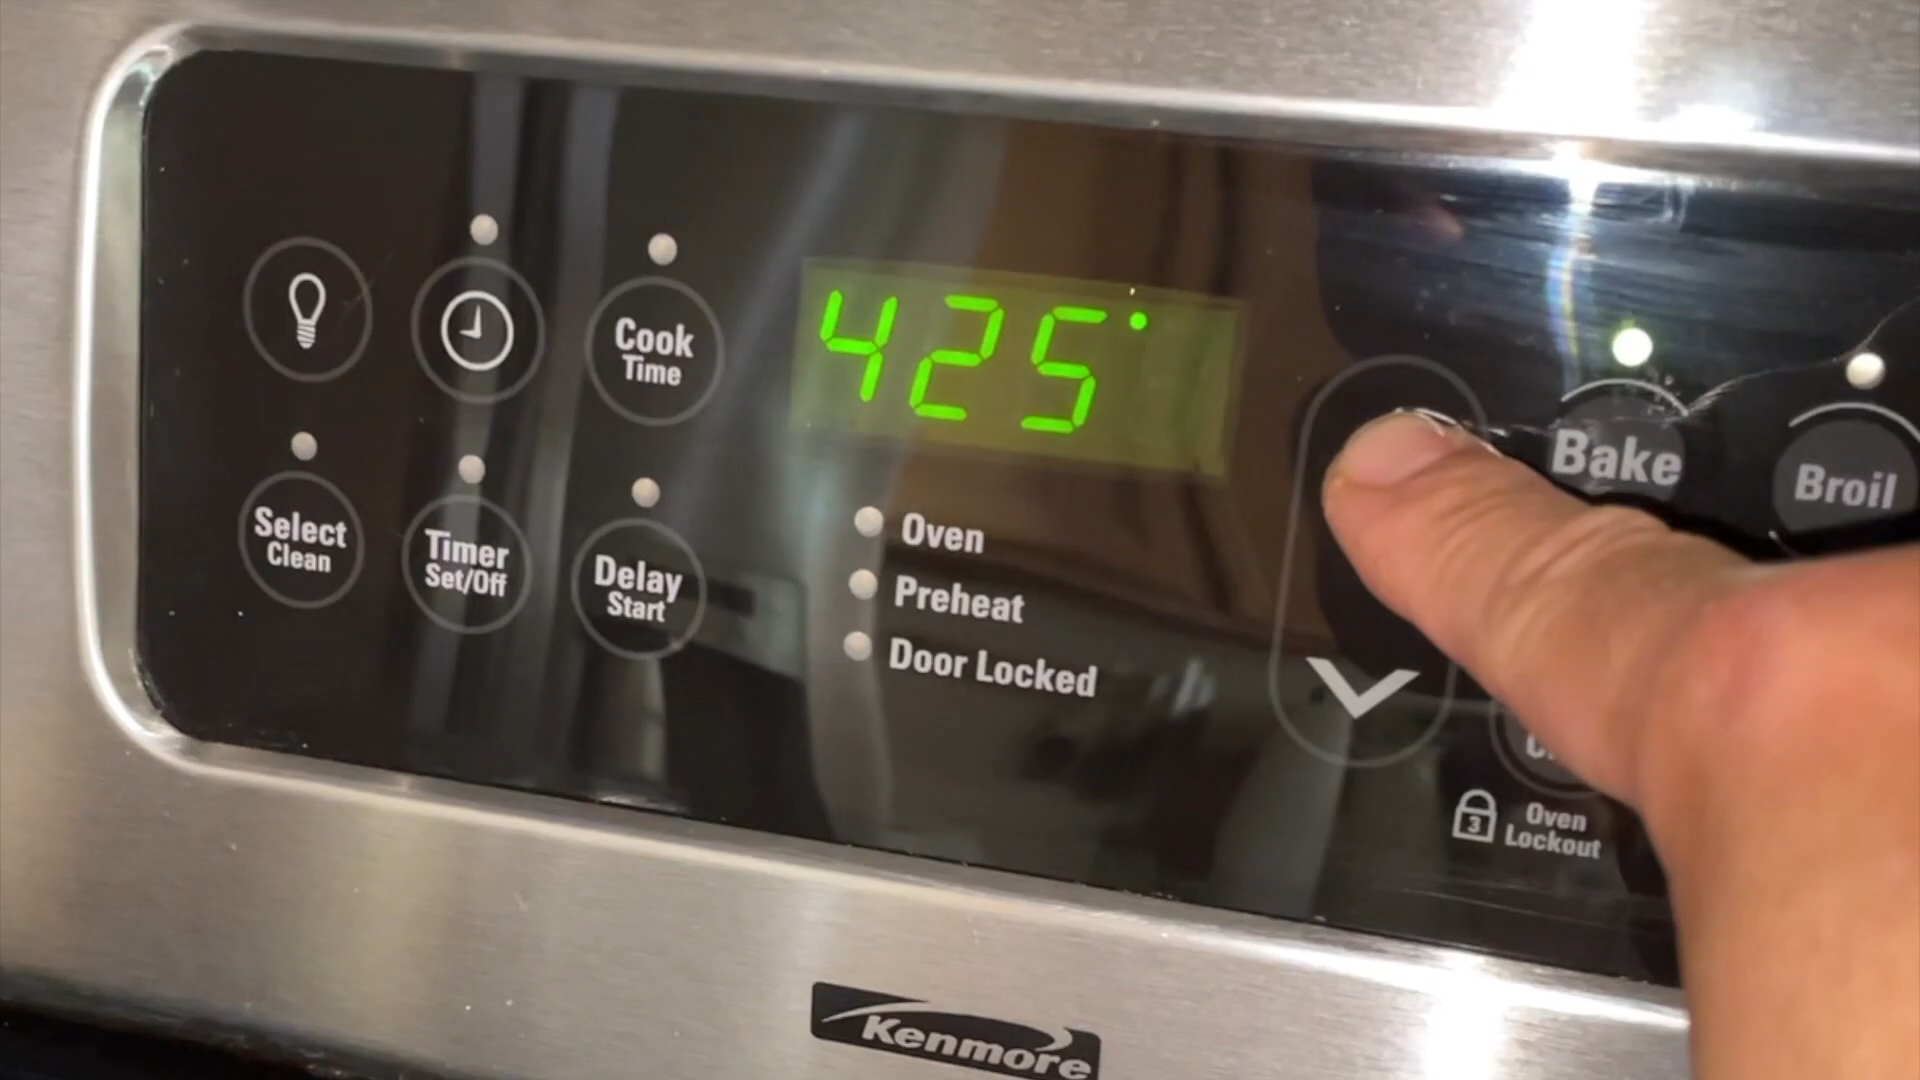 Cook
Time
425°
Bake
Broil
Select
Clean
Timer
Set/Off
Delay
Start
Oven
Preheat
Door Locked
3
Oven
Lockout
Kenmore